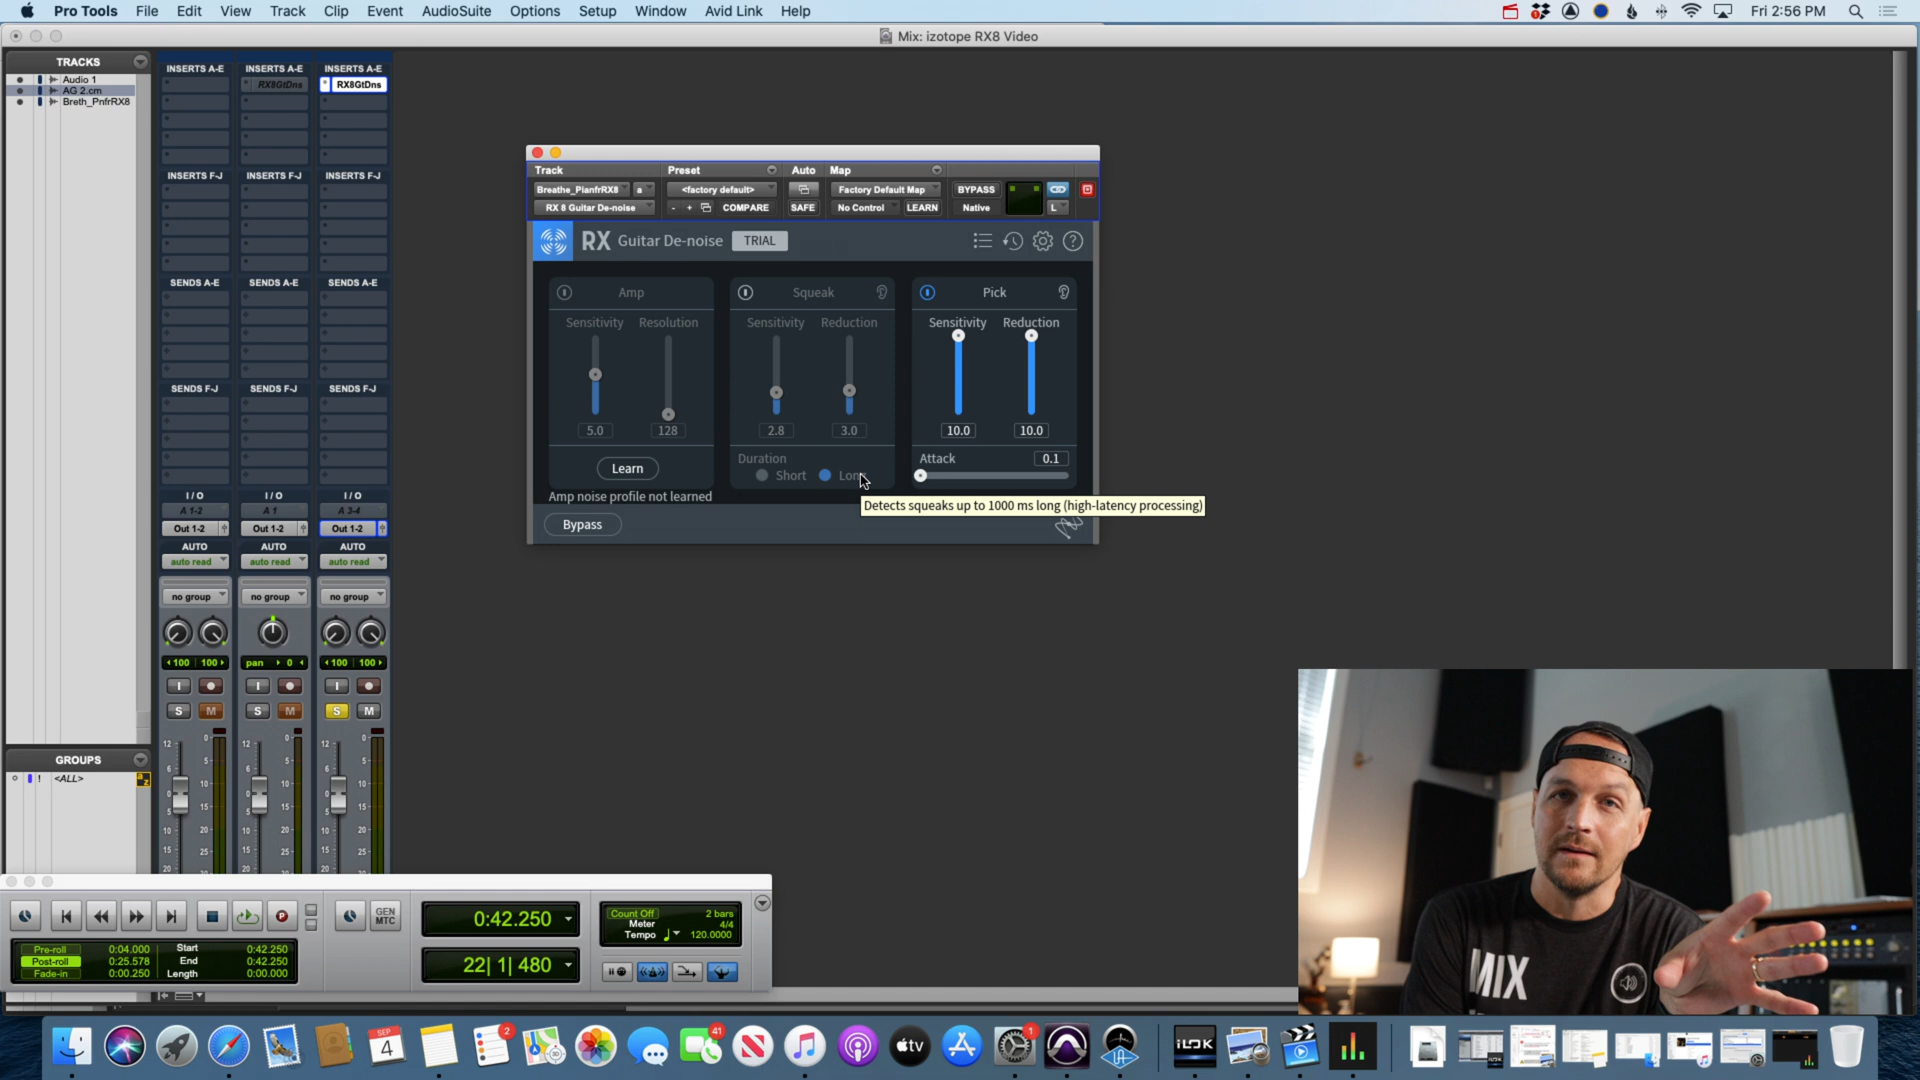 Pro Tools File Edit View Track Clip Event AudioSuite Options Setup Window Avid Link Help
41 Fri 2:56 PM
Mix: izotope RX8 Video
TRACKS
Audio 1
AG 2.cm
Breth_PnfrRX8
INSERTS A-E INSERTS A-E INSERTS A-E
RX8GtDns RX8GtDns
INSERTS F-J INSERTS F-J INSERTS F-J
SENDS A-E SENDS A-E SENDS A-E
SENDS F-J SENDS F-J SENDS F-J
I / O I / O I / O
A 1-2 A 1 A 3-4
Out 1-2 Out 1-2 Out 1-2
AUTO AUTO AUTO
auto read auto read auto read
no group no group no group
100 100 pan 0 100 100
I I I
S M S M S M
Track Preset Auto Map
Breathe_PianfrRX8 a <factory default> Factory Default Map BYPASS
RX 8 Guitar De-noise - + COMPARE SAFE No Control LEARN Native L
RX Guitar De-noise TRIAL
Amp Squeak Pick
Sensitivity Resolution Sensitivity Reduction Sensitivity Reduction
5.0 128 2.8 3.0 10.0 10.0
Learn
Duration
Short Long
Attack 0.1
Amp noise profile not learned
Detects squeaks up to 1000 ms long (high-latency processing)
Bypass
GROUPS
! <ALL> a z
GEN
MTC
0:42.250
22| 1| 480
Count Off 2 bars
Meter 4/4
Tempo 120.0000
Pre-roll 0:04.000 Start 0:42.250
Post-roll 0:25.578 End 0:42.250
Fade-in 0:00.250 Length 0:00.000
MIX
SEP
4
2
41
tv
1
iLOK